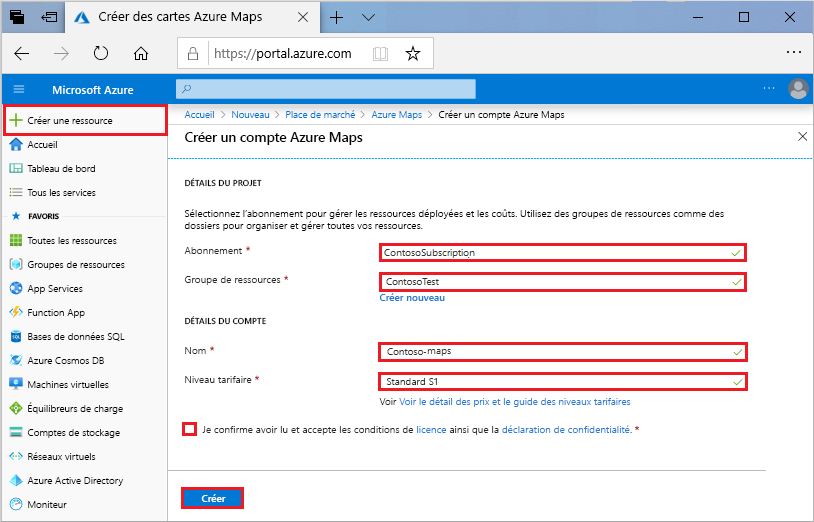 Créer des cartes Azure Maps
https://portal.azure.com
Microsoft Azure
Créer une ressource
Accueil
Tableau de bord
Tous les services
FAVORIS
Toutes les ressources
Groupes de ressources
App Services
Function App
Bases de données SQL
Azure Cosmos DB
Machines virtuelles
Équilibreurs de charge
Comptes de stockage
Réseaux virtuels
Azure Active Directory
Moniteur
Accueil > Nouveau > Place de marché > Azure Maps > Créer un compte Azure Maps
Créer un compte Azure Maps
DÉTAILS DU PROJET
Sélectionnez l'abonnement pour gérer les ressources déployées et les coûts. Utilisez des groupes de ressources comme des
dossiers pour organiser et gérer toutes vos ressources.
Abonnement * ContosoSubscription
Groupe de ressources * ContosoTest
Créer nouveau
DÉTAILS DU COMPTE
Nom * Contoso-maps
Niveau tarifaire * Standard S1
Voir Voir le détail des prix et le guide des niveaux tarifaires
Je confirme avoir lu et accepte les conditions de licence ainsi que la déclaration de confidentialité. *
Créer